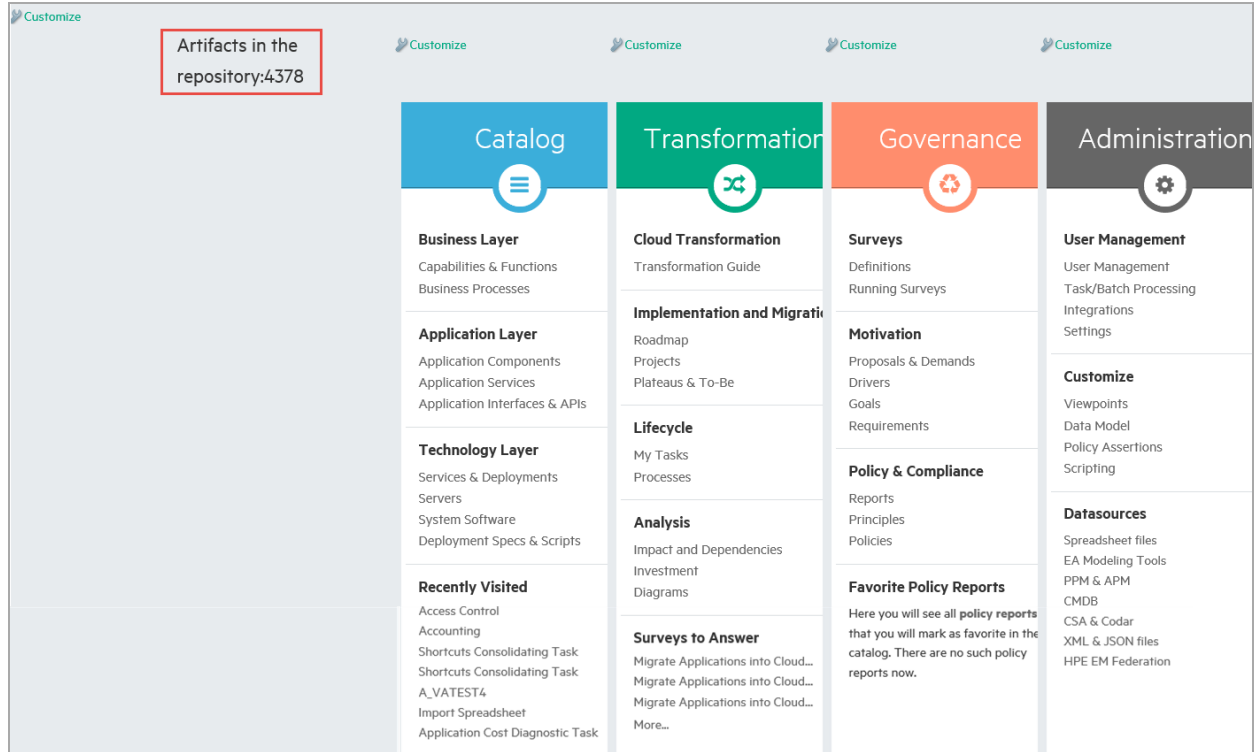 Customize
Artifacts in the
repository:4378
Customize
Customize
Customize
Customize
Catalog
Business Layer
Capabilities & Functions
Business Processes
Application Layer
Application Components
Application Services
Application Interfaces & APIs
Technology Layer
Services & Deployments
Servers
System Software
Deployment Specs & Scripts
Recently Visited
Access Control
Accounting
Shortcuts Consolidating Task
Shortcuts Consolidating Task
A_VATEST4
Import Spreadsheet
Application Cost Diagnostic Task
Transformation
Cloud Transformation
Transformation Guide
Implementation and Migratio
Roadmap
Projects
Plateaus & To-Be
Lifecycle
My Tasks
Processes
Analysis
Impact and Dependencies
Investment
Diagrams
Surveys to Answer
Migrate Applications into Cloud...
Migrate Applications into Cloud...
Migrate Applications into Cloud...
More...
Governance
Surveys
Definitions
Running Surveys
Motivation
Proposals & Demands
Drivers
Goals
Requirements
Policy & Compliance
Reports
Principles
Policies
Favorite Policy Reports
Here you will see all policy reports
that you will mark as favorite in the
catalog. There are no such policy
reports now.
Administration
User Management
User Management
Task/Batch Processing
Integrations
Settings
Customize
Viewpoints
Data Model
Policy Assertions
Scripting
Datasources
Spreadsheet files
EA Modeling Tools
PPM & APM
CMDB
CSA & Codar
XML & JSON files
HPE EM Federation